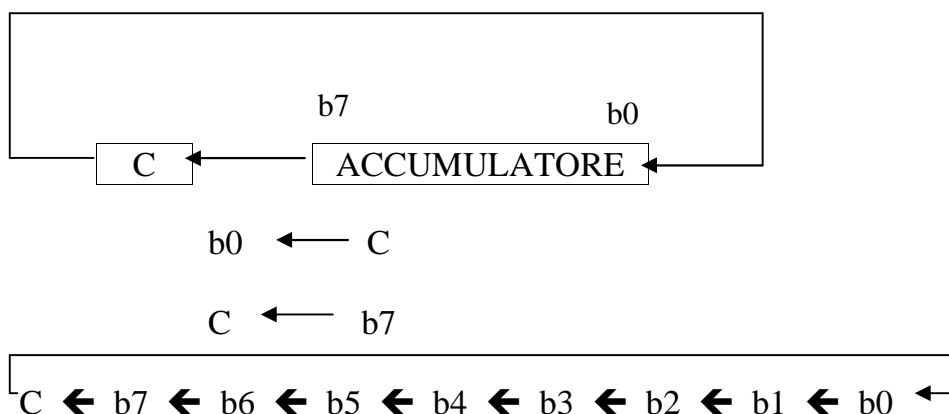 b7 b0
C ACCUMULATORE
b0 C
C b7
C b7 b6 b5 b4 b3 b2 b1 b0